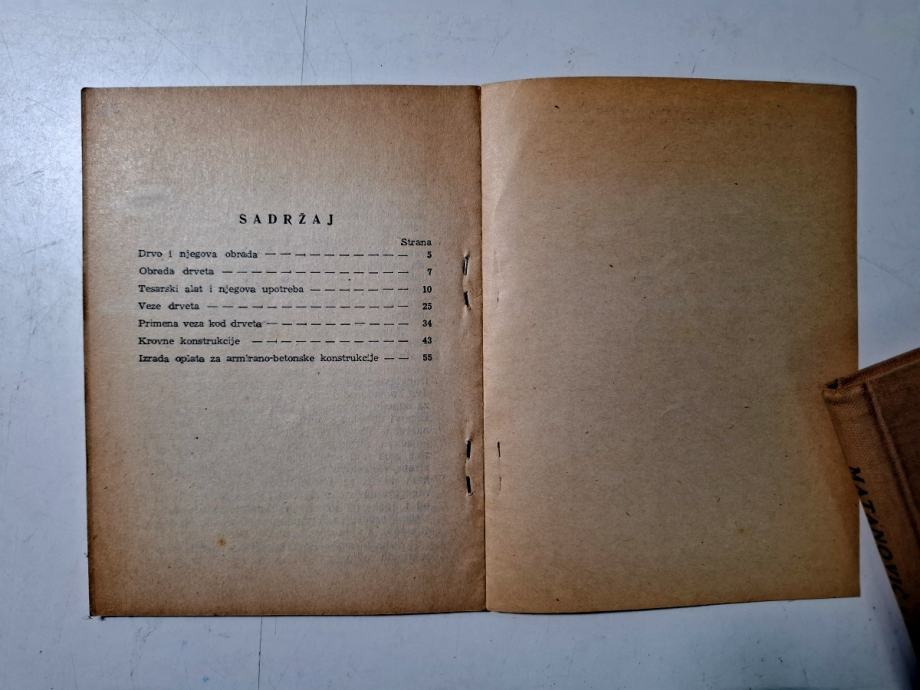 SADRŽAJ
Strana
Drvo i njegova obrada — — — — — — — — — 5
Obrada drveta — — — — — — — — — — — — 7
Tesarski alat i njegova upotreba — — — — — — — 10
Veze drveta — — — — — — — — — — — — — 25
Primena veza kod drveta — — — — — — — — — — 34
Krovne konstrukcije — — — — — — — — — — — 43
Izrada oplata za armirano-betonske konstrukcije — — 55
MATANOVIĆ